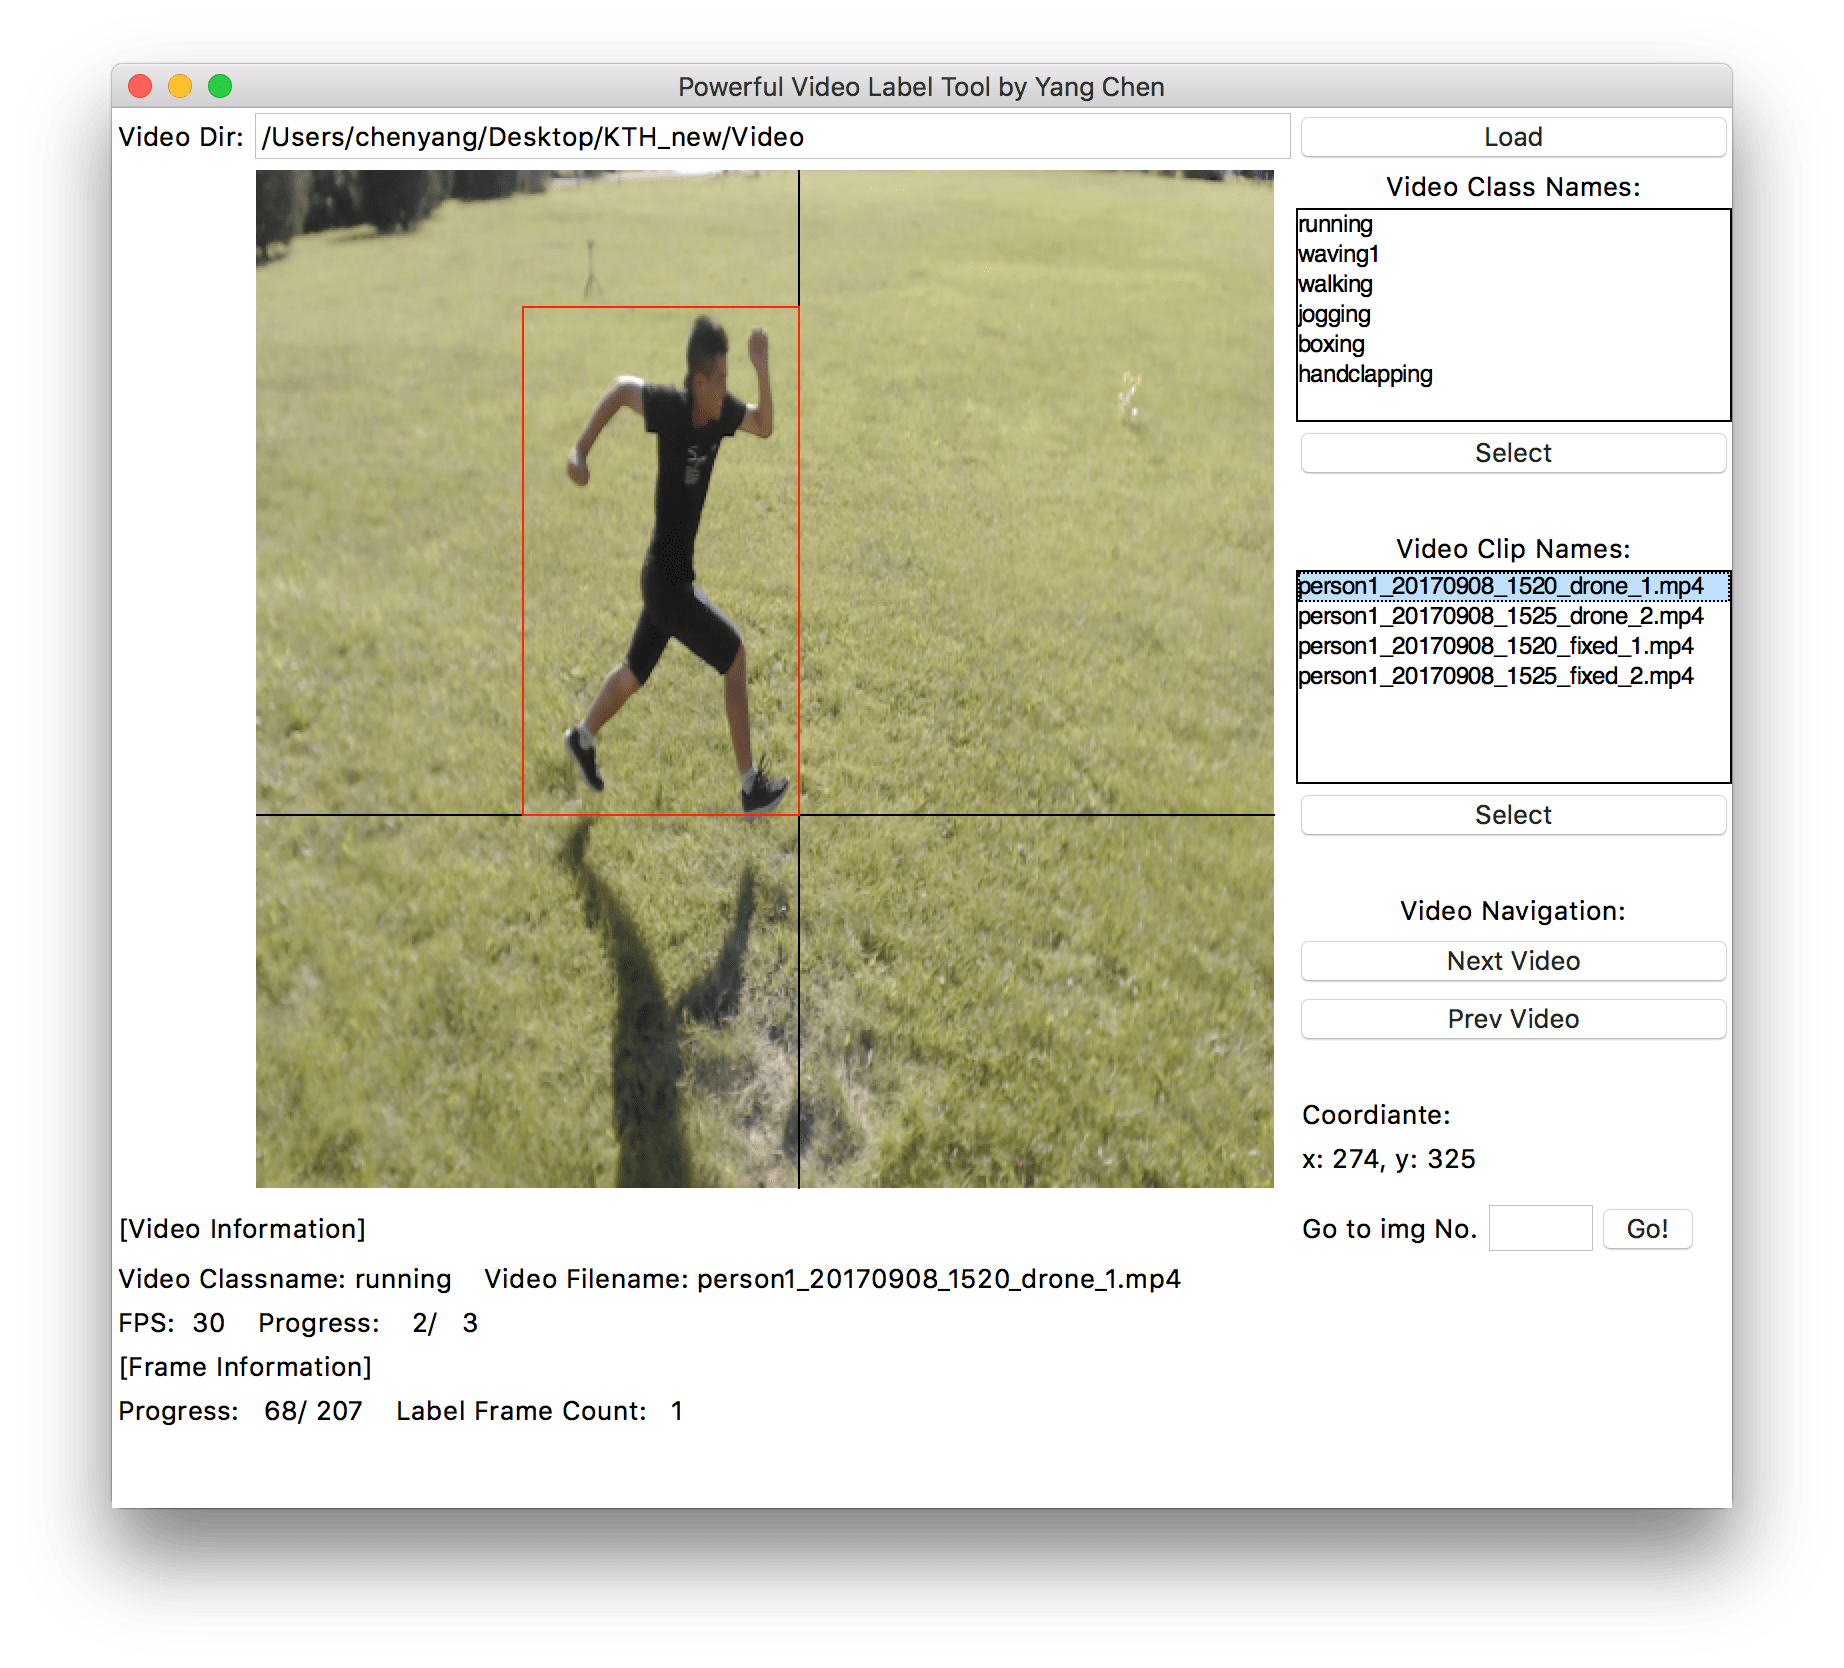 Powerful Video Label Tool by Yang Chen
Video Dir: /Users/chenyang/Desktop/KTH_new/Video Load
Video Class Names:
running
waving1
walking
jogging
boxing
handclapping
Select
Video Clip Names:
person1_20170908_1520_drone_1.mp4
person1_20170908_1525_drone_2.mp4
person1_20170908_1520_fixed_1.mp4
person1_20170908_1525_fixed_2.mp4
Select
Video Navigation:
Next Video
Prev Video
Coordiante:
x: 274, y: 325
Go to img No. Go!
[Video Information]
Video Classname: running Video Filename: person1_20170908_1520_drone_1.mp4
FPS: 30 Progress: 2/ 3
[Frame Information]
Progress: 68/ 207 Label Frame Count: 1